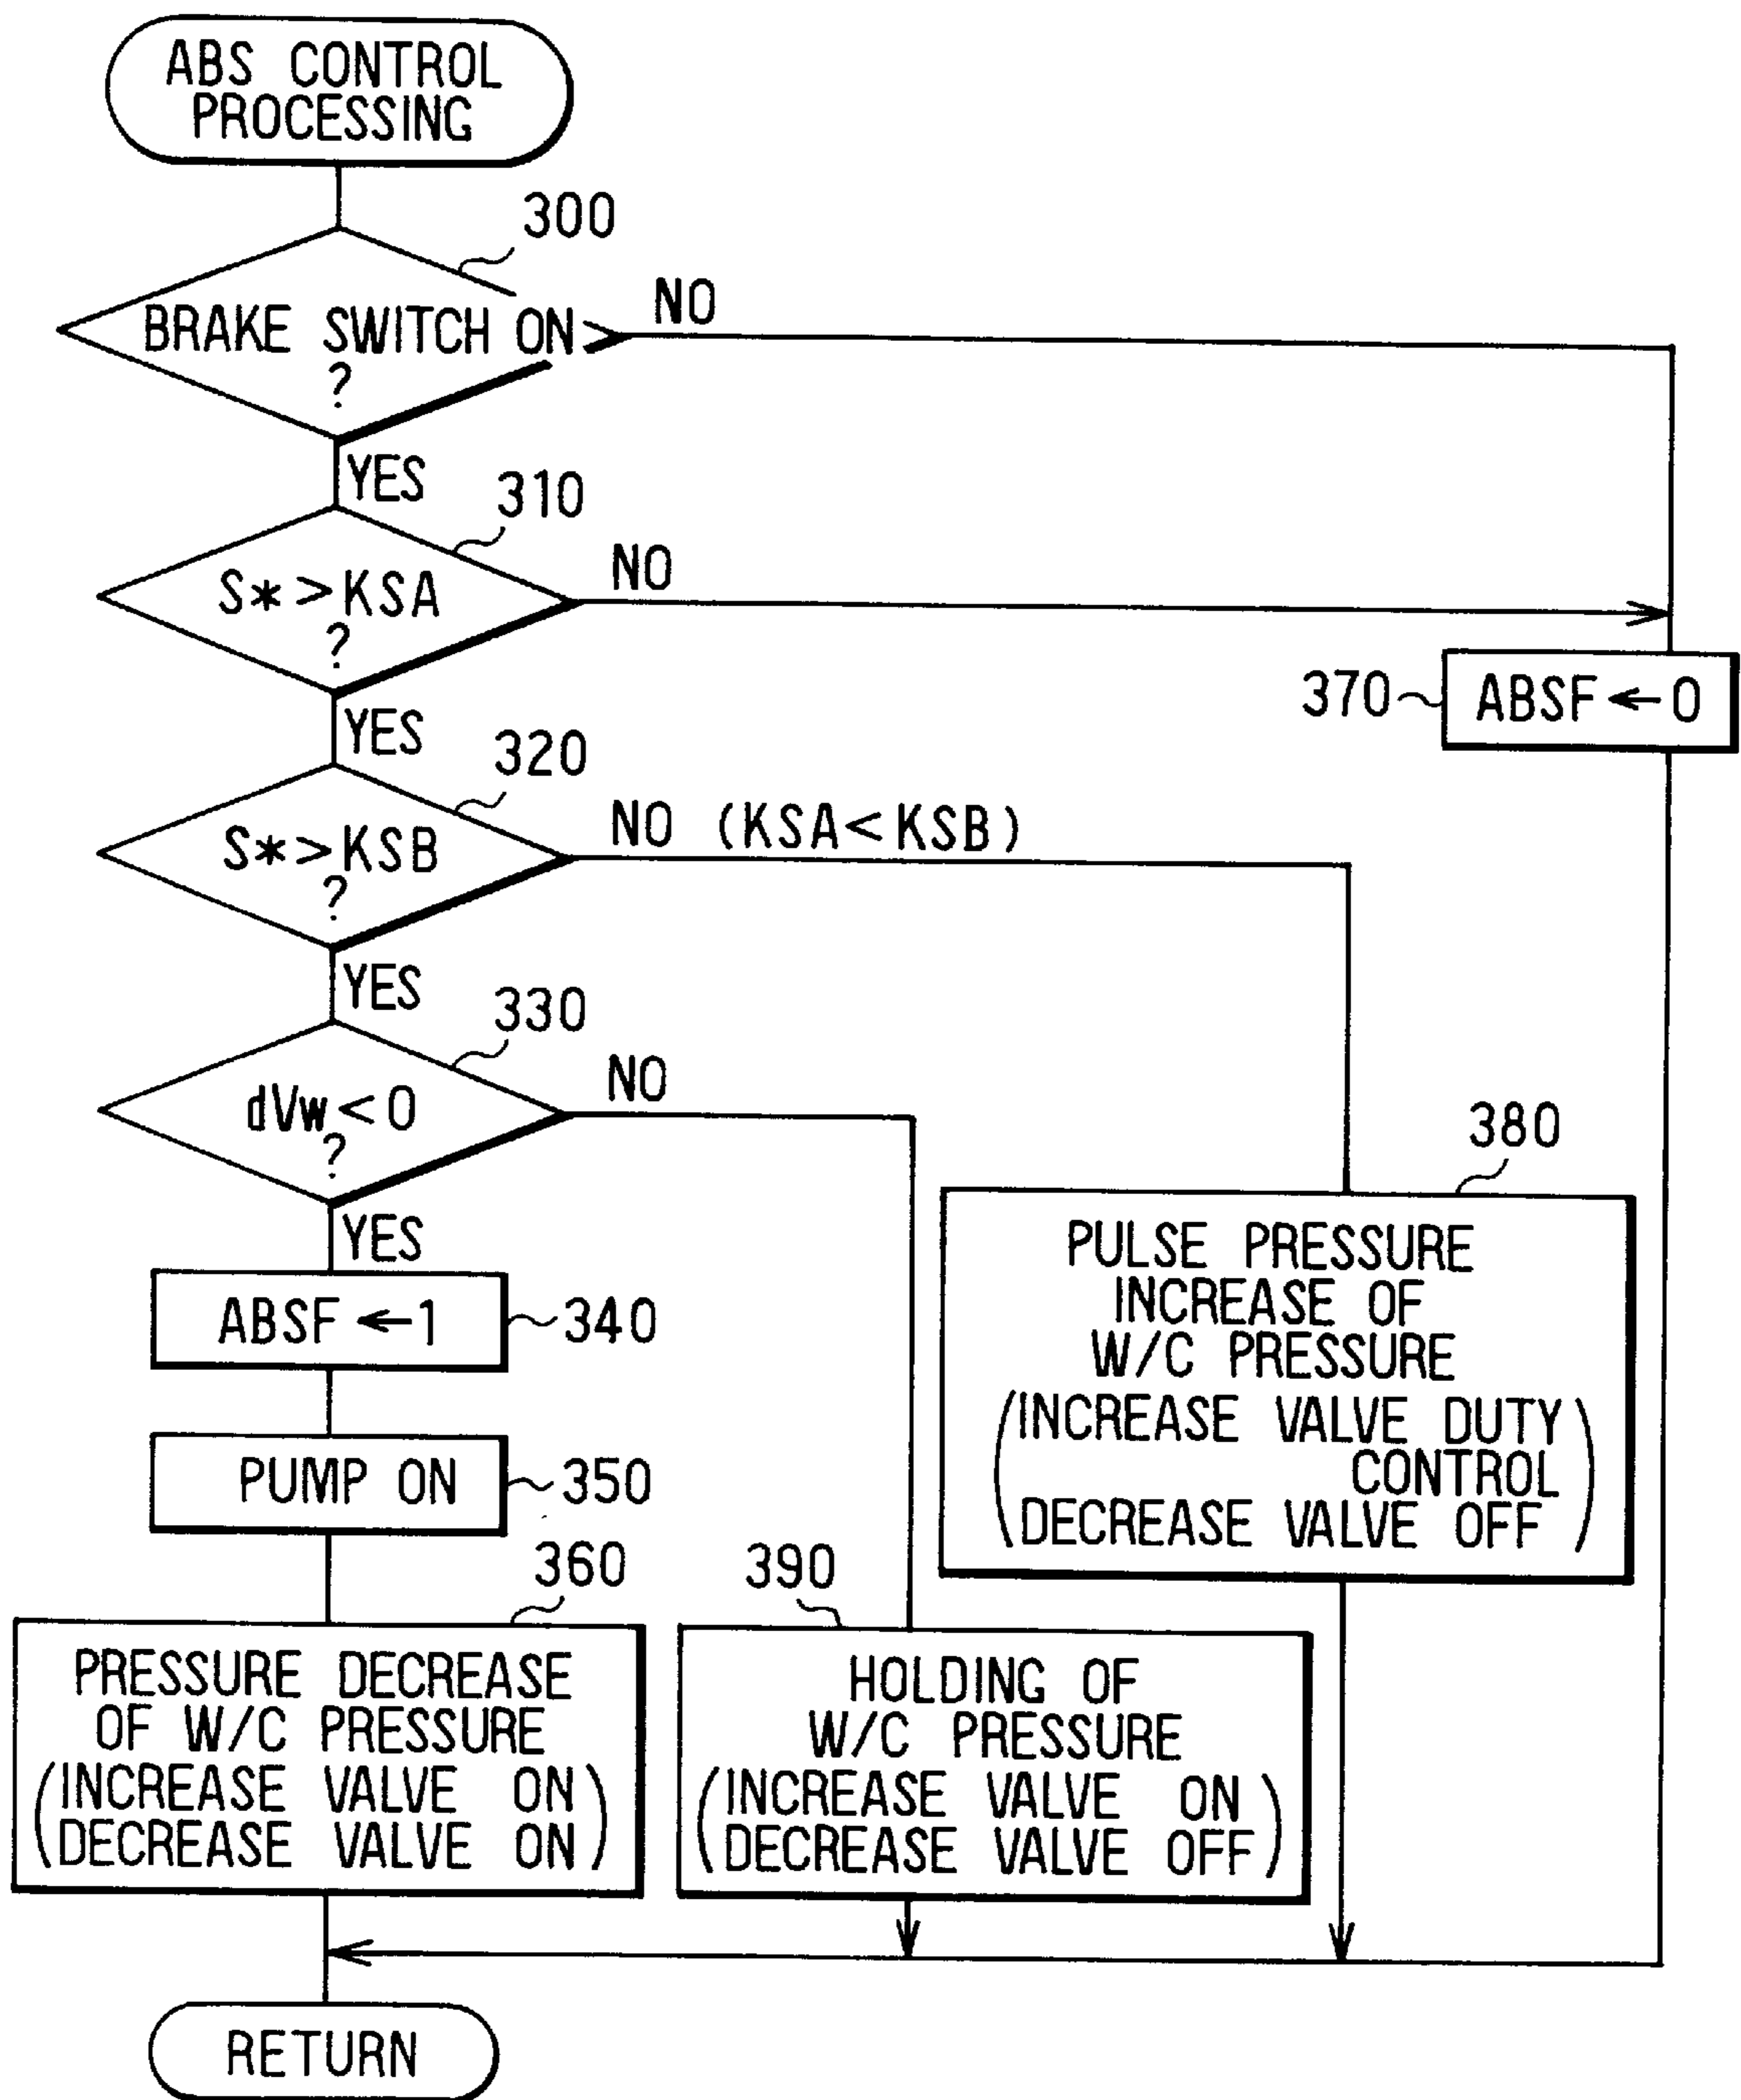 ABS CONTROL
PROCESSING
300
BRAKE SWITCH ON
?
NO
YES
310
S*>KSA
?
NO
370
ABSF←0
YES
320
S*>KSB
?
NO (KSA<KSB)
YES
330
dVw<0
?
NO
YES
ABSF←1
340
PUMP ON
350
360
PRESSURE DECREASE
OF W/C PRESSURE
(INCREASE VALVE ON
DECREASE VALVE ON)
390
HOLDING OF
W/C PRESSURE
(INCREASE VALVE ON
DECREASE VALVE OFF)
380
PULSE PRESSURE
INCREASE OF
W/C PRESSURE
(INCREASE VALVE DUTY
CONTROL
DECREASE VALVE OFF)
RETURN